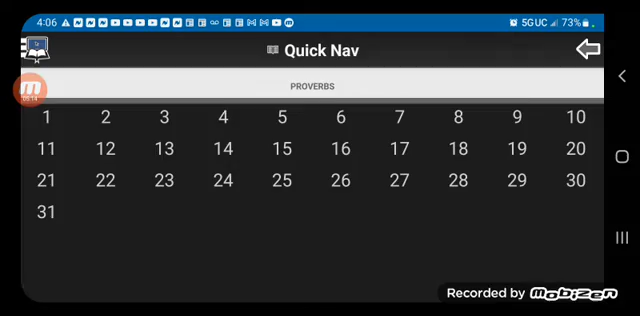 4:06 5G UC 73%
Quick Nav
PROVERBS
m
05:14
1 2 3 4 5 6 7 8 9 10
11 12 13 14 15 16 17 18 19 20
21 22 23 24 25 26 27 28 29 30
31
Recorded by mobizen